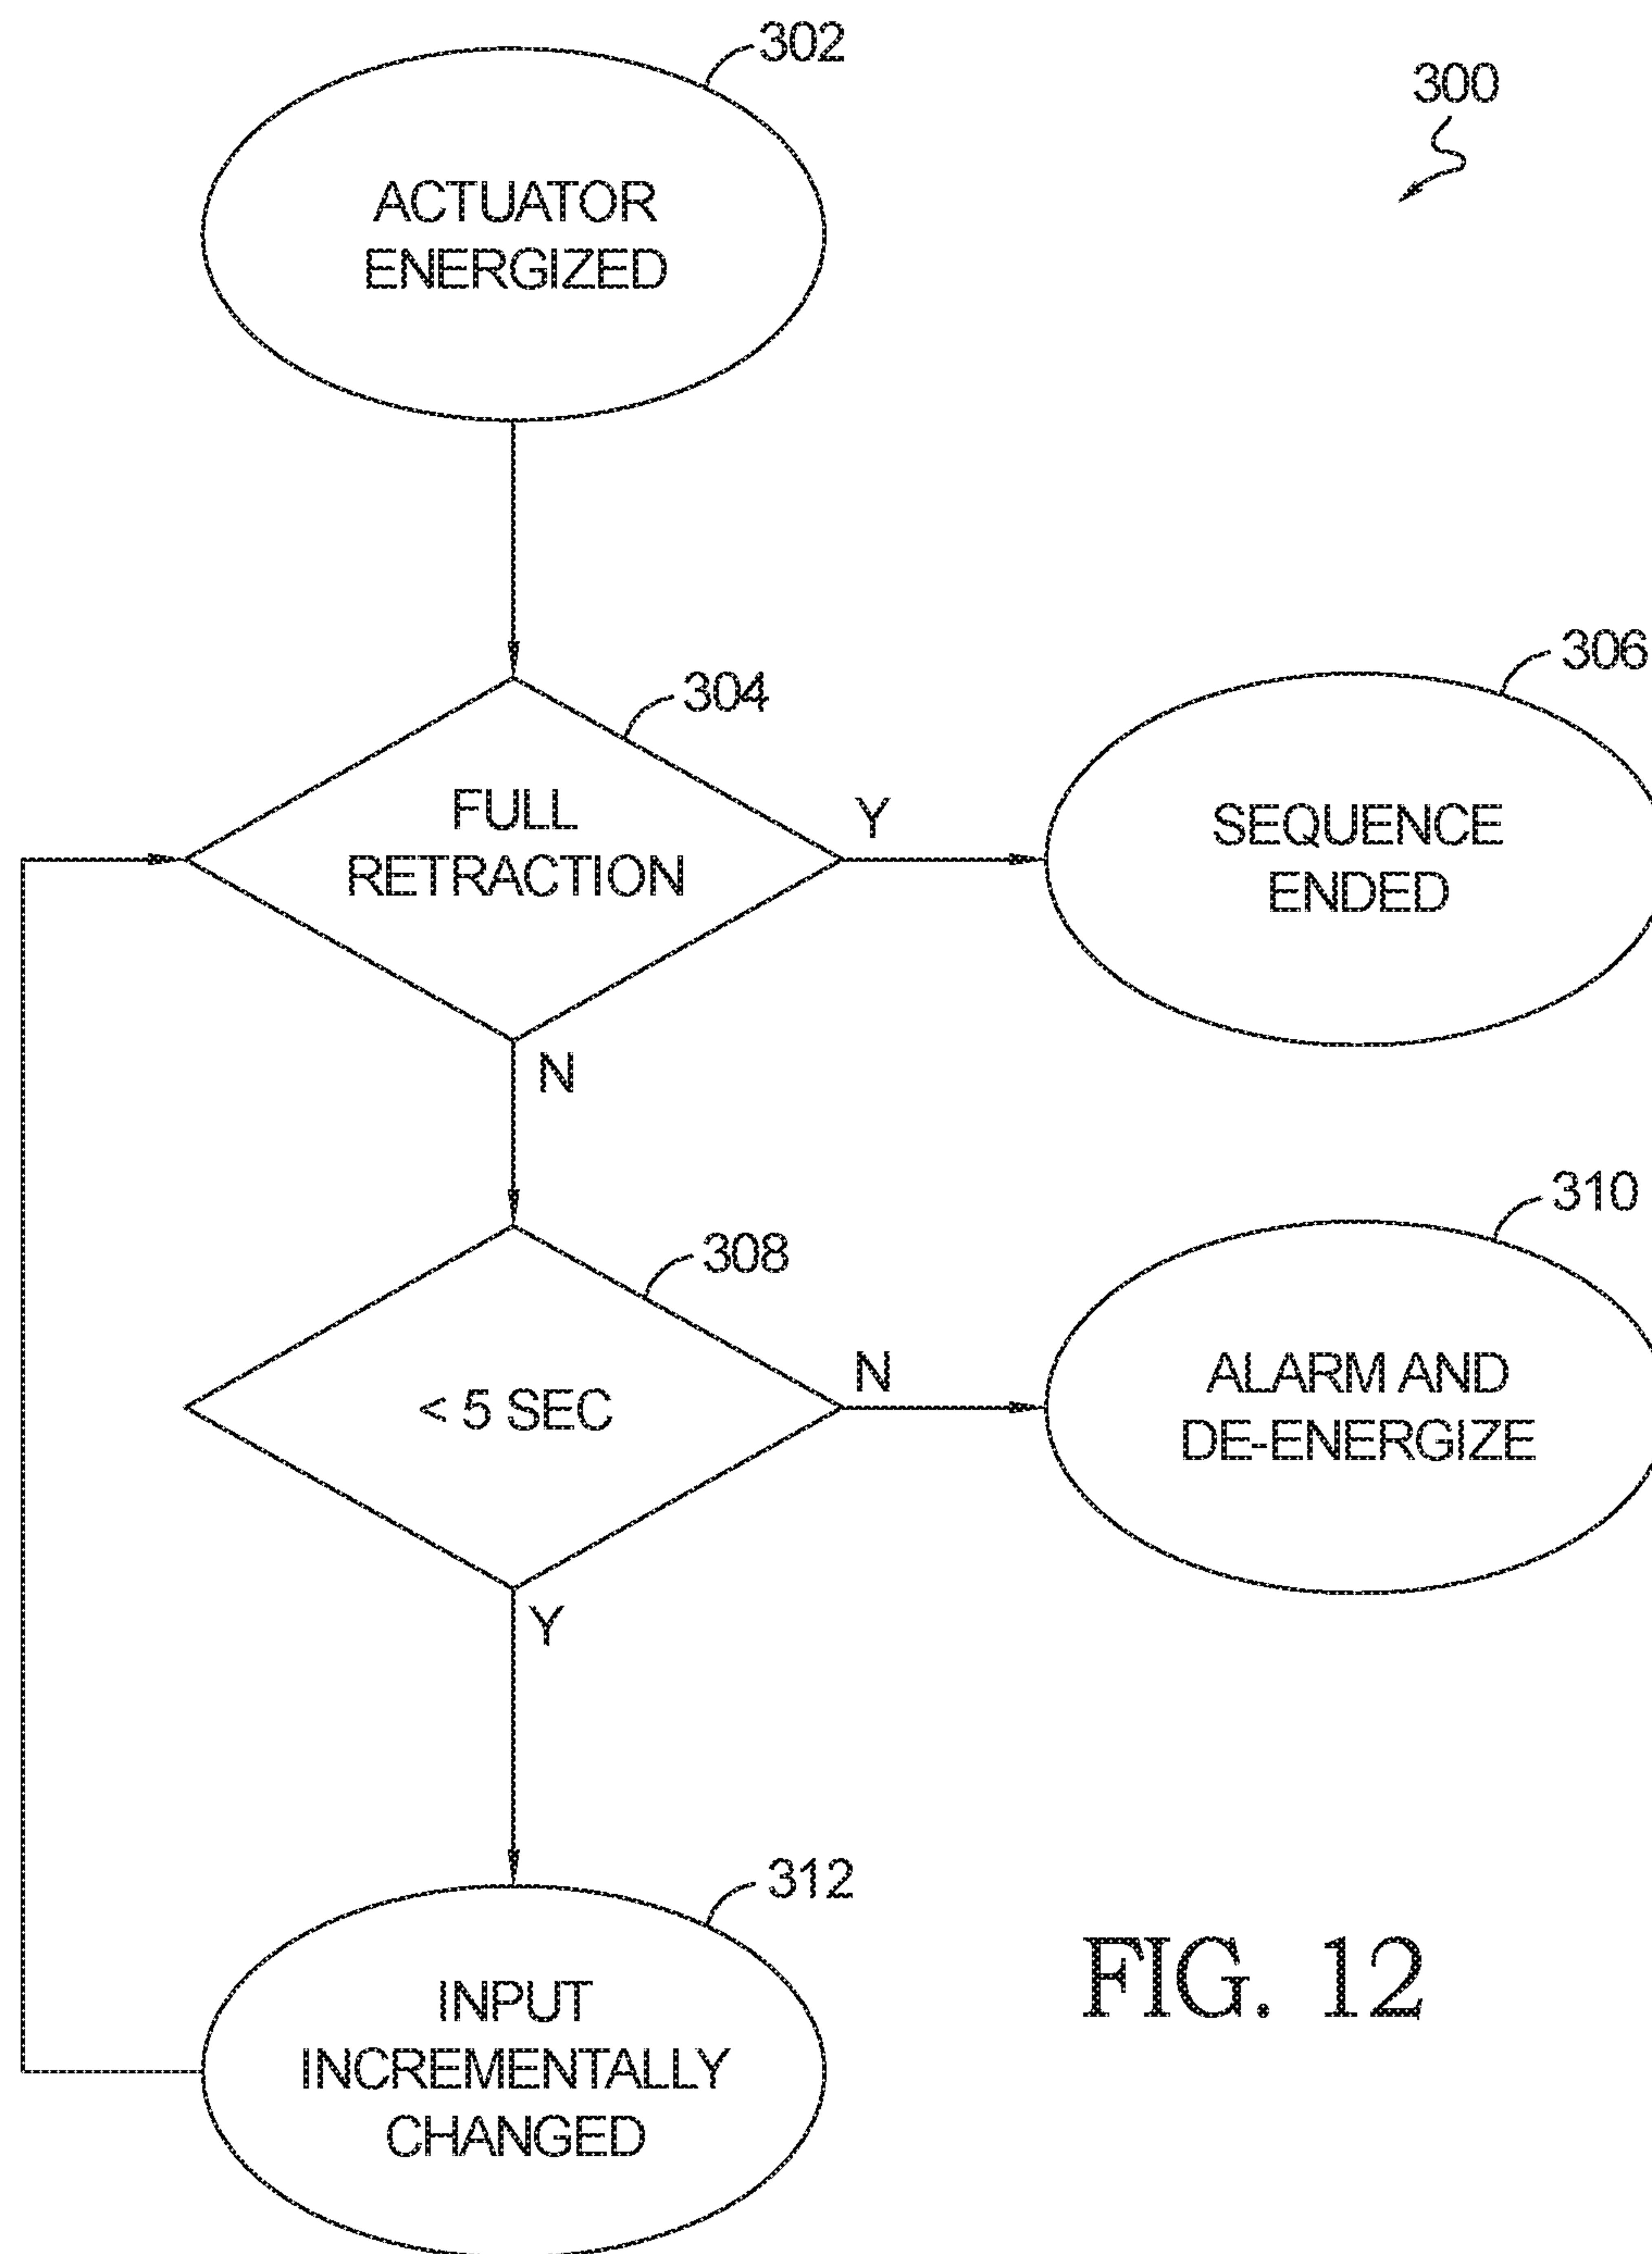 302
300
ACTUATOR
ENERGIZED
304
306
FULL
RETRACTION
Y
SEQUENCE
ENDED
N
308
310
< 5 SEC
N
ALARM AND
DE-ENERGIZE
Y
312
INPUT
INCREMENTALLY
CHANGED
FIG. 12